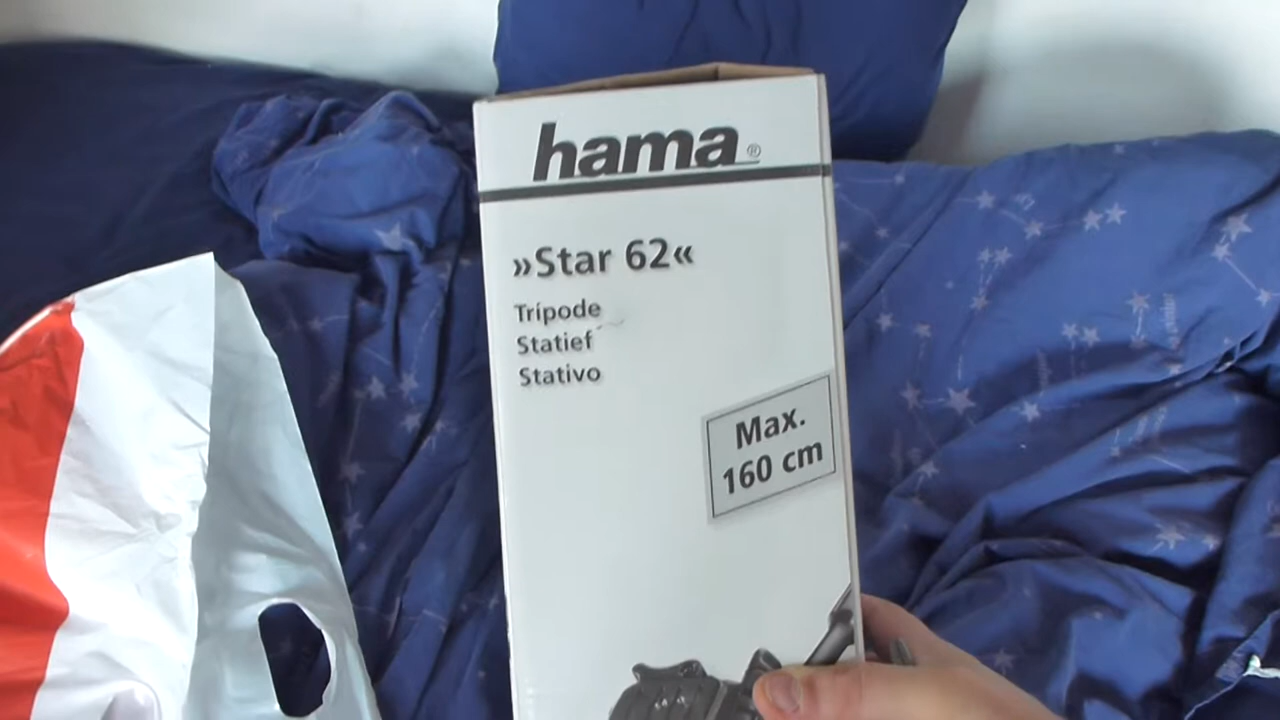 hama®
»Star 62«
Trípode
Statief
Stativo
Max.
160 cm